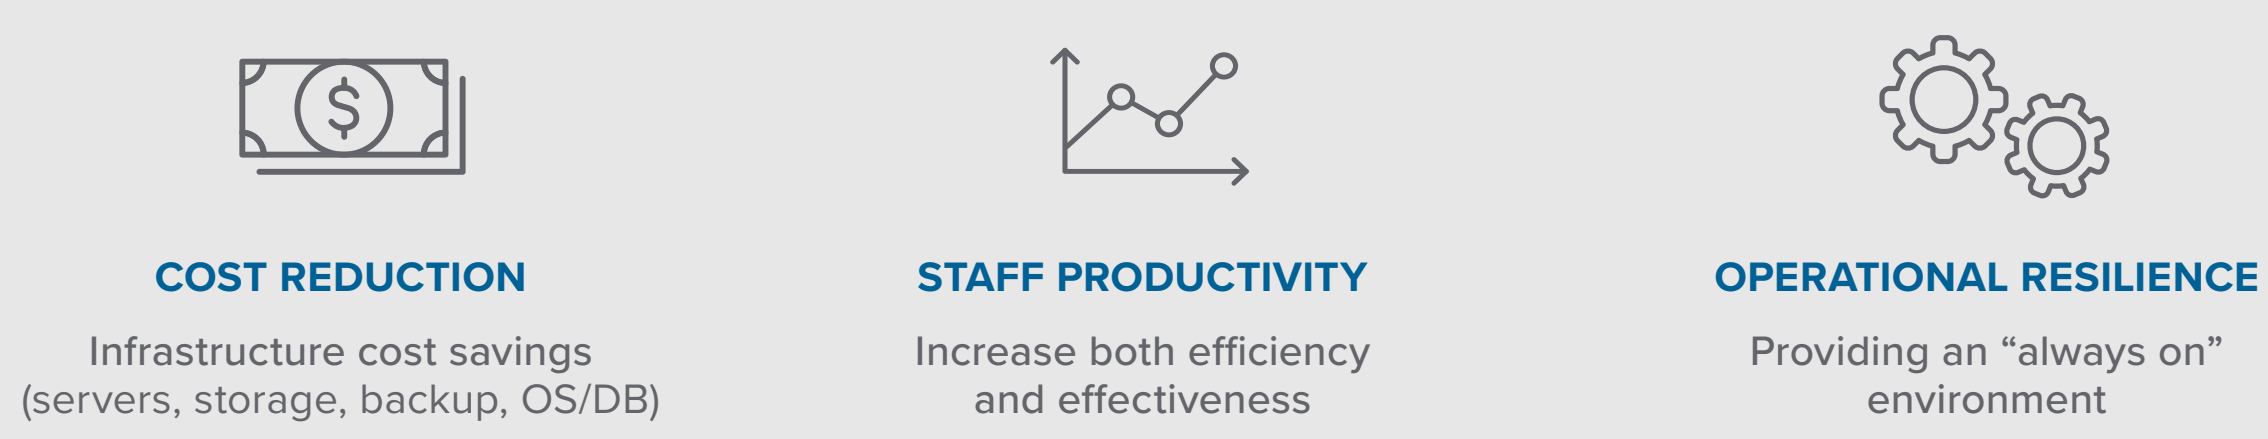 $
COST REDUCTION
Infrastructure cost savings
(servers, storage, backup, OS/DB)
STAFF PRODUCTIVITY
Increase both efficiency
and effectiveness
OPERATIONAL RESILIENCE
Providing an “always on”
environment